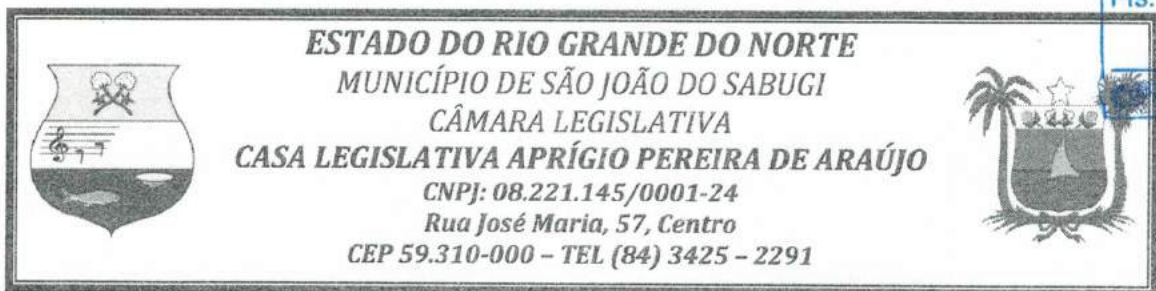 Fls.
ESTADO DO RIO GRANDE DO NORTE
MUNICÍPIO DE SÃO JOÃO DO SABUGI
CÂMARA LEGISLATIVA
CASA LEGISLATIVA APRÍGIO PEREIRA DE ARAÚJO
CNPJ: 08.221.145/0001-24
Rua José Maria, 57, Centro
CEP 59.310-000 – TEL (84) 3425 – 2291